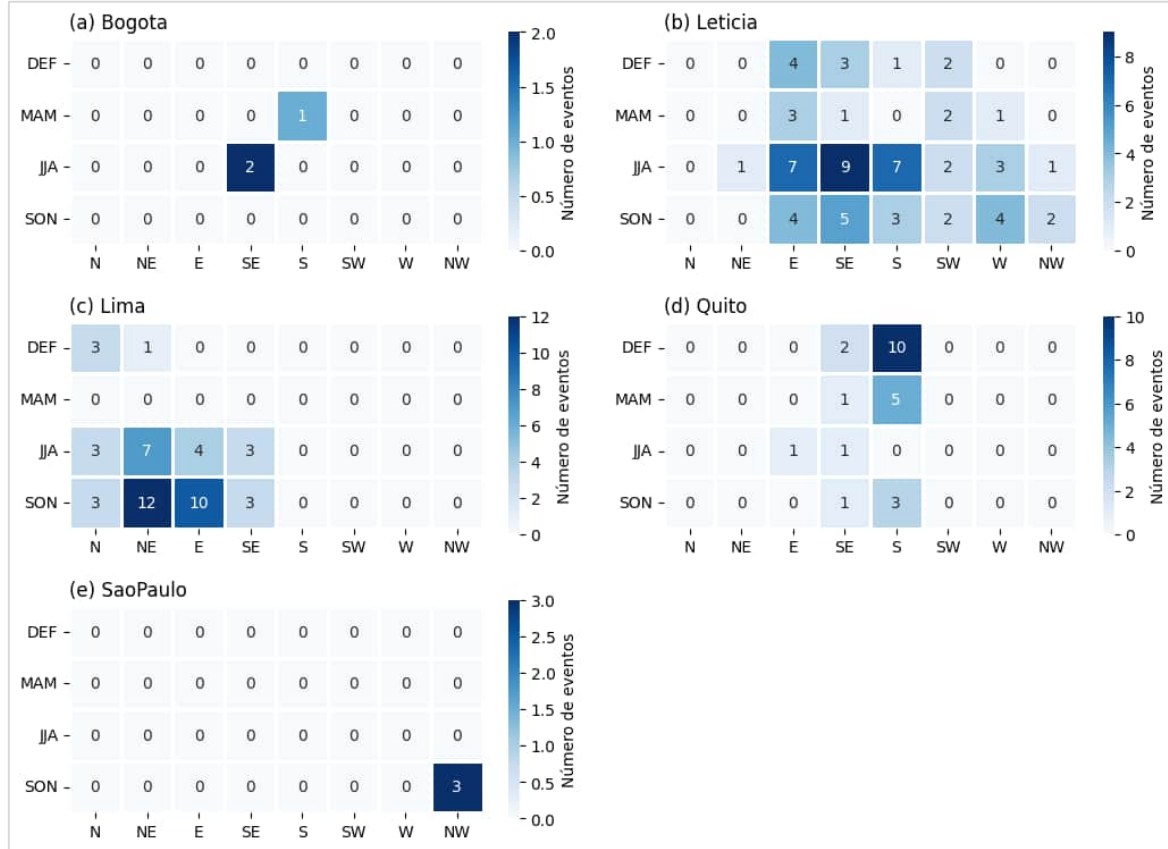 (a) Bogota
DEF 0 0 0 0 0 0 0 0
MAM 0 0 0 0 1 0 0 0
JJA 0 0 0 2 0 0 0 0
SON 0 0 0 0 0 0 0 0
N NE E SE S SW W NW
2.0
1.5
1.0
0.5
0.0
Número de eventos
(b) Leticia
DEF 0 0 4 3 1 2 0 0
MAM 0 0 3 1 0 2 1 0
JJA 0 1 7 9 7 2 3 1
SON 0 0 4 5 3 2 4 2
N NE E SE S SW W NW
8
6
4
2
0
Número de eventos
(c) Lima
DEF 3 1 0 0 0 0 0 0
MAM 0 0 0 0 0 0 0 0
JJA 3 7 4 3 0 0 0 0
SON 3 12 10 3 0 0 0 0
N NE E SE S SW W NW
12
10
8
6
4
2
0
Número de eventos
(d) Quito
DEF 0 0 0 2 10 0 0 0
MAM 0 0 0 1 5 0 0 0
JJA 0 0 1 1 0 0 0 0
SON 0 0 0 1 3 0 0 0
N NE E SE S SW W NW
10
8
6
4
2
0
Número de eventos
(e) SaoPaulo
DEF 0 0 0 0 0 0 0 0
MAM 0 0 0 0 0 0 0 0
JJA 0 0 0 0 0 0 0 0
SON 0 0 0 0 0 0 0 3
N NE E SE S SW W NW
3.0
2.5
2.0
1.5
1.0
0.5
0.0
Número de eventos